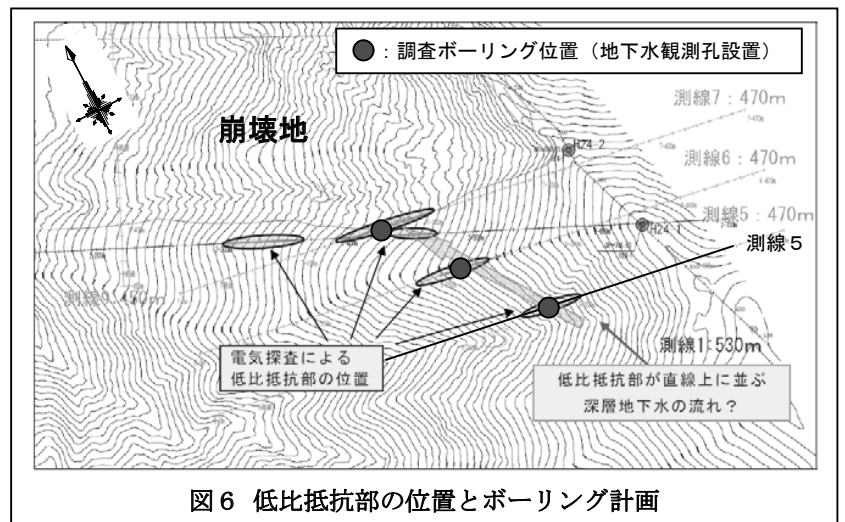 ●：調査ボーリング位置（地下水観測孔設置）
崩壊地
測線7：470m
H24-2
測線6：470m
測線5：470m
H24-1
測線５
測線1:530m
電気探査による
低比抵抗部の位置
低比抵抗部が直線上に並ぶ
深層地下水の流れ？
図６ 低比抵抗部の位置とボーリング計画